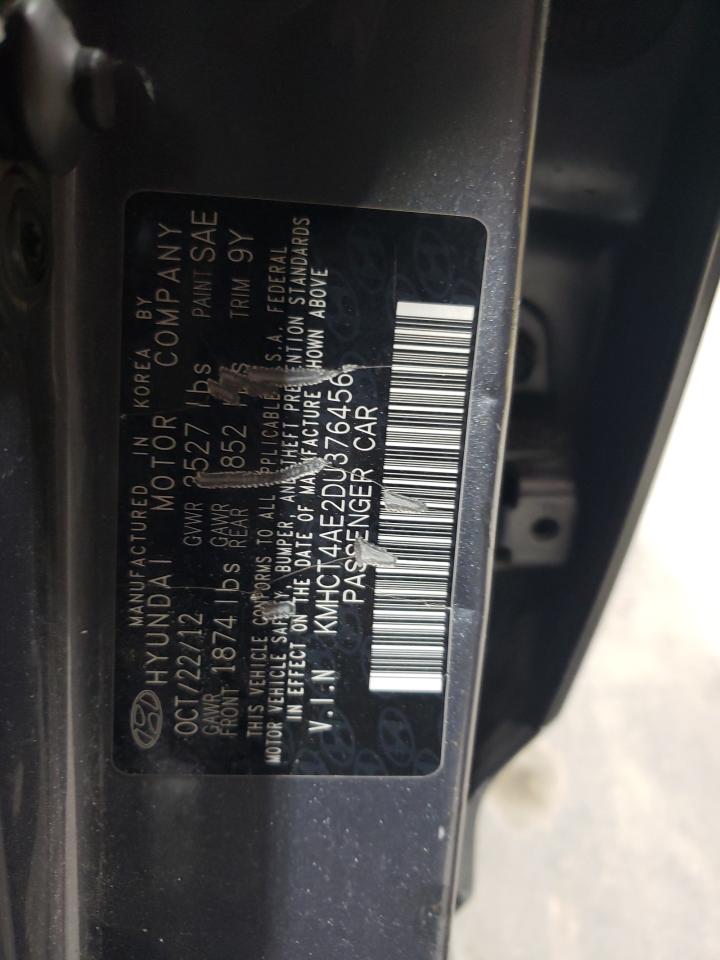 MANUFACTURED IN KOREA BY
HYUNDAI MOTOR COMPANY
OCT/22/12 GVWR 3527 lbs PAINT SAE
GAWR FRONT 1874 lbs GAWR REAR lbs TRIM 9Y
THIS VEHICLE CONFORMS TO ALL APPLICABLE U.S.A. FEDERAL
MOTOR VEHICLE SAFETY BUMPER, AND THEFT PREVENTION STANDARDS
IN EFFECT ON THE DATE OF MANUFACTURE SHOWN ABOVE
V.I.N KMHCT4AE2DU376456
PASSENGER CAR